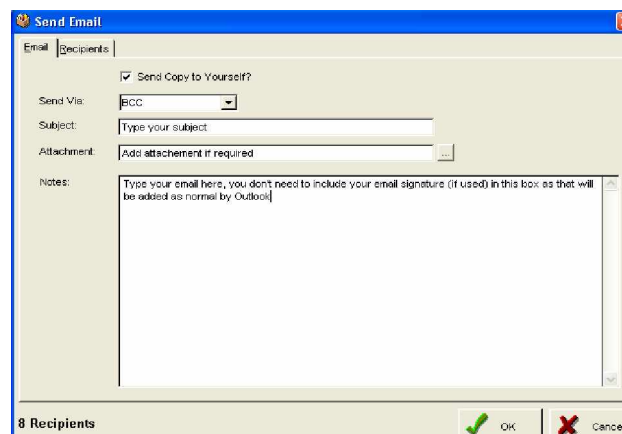 Send Email
Email Recipients
Send Copy to Yourself?
Send Via: BCC
Subject: Type your subject
Attachment: Add attachement if required ...
Notes: Type your email here, you don't need to include your email signature (if used) in this box as that will
be added as normal by Outlook
8 Recipients OK Cance